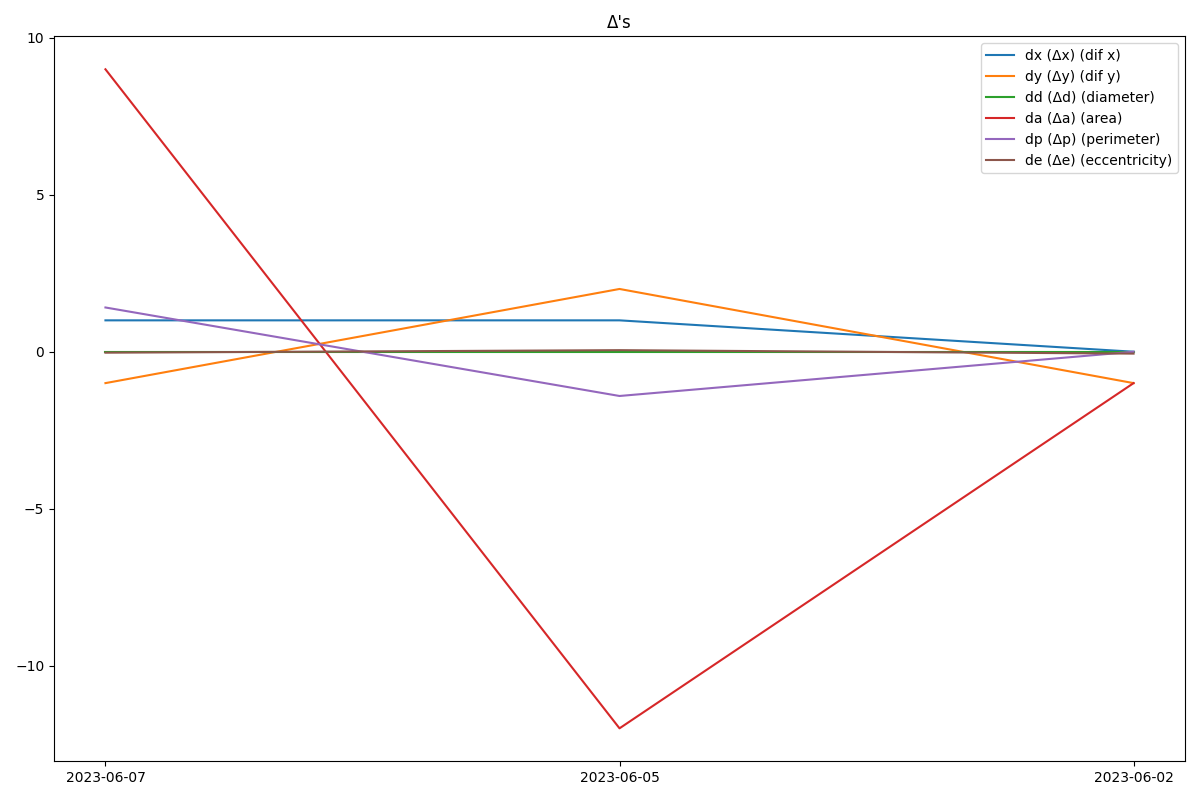 Δ's
10
5
0
−5
−10
dx (Δx) (dif x)
dy (Δy) (dif y)
dd (Δd) (diameter)
da (Δa) (area)
dp (Δp) (perimeter)
de (Δe) (eccentricity)
2023-06-07
2023-06-05
2023-06-02